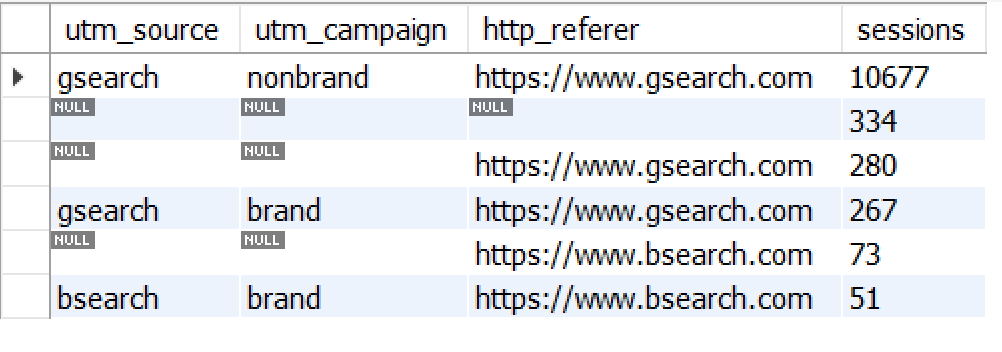 utm_source utm_campaign http_referer sessions
gsearch nonbrand https://www.gsearch.com 10677
NULL NULL NULL 334
NULL NULL https://www.gsearch.com 280
gsearch brand https://www.gsearch.com 267
NULL NULL https://www.bsearch.com 73
bsearch brand https://www.bsearch.com 51